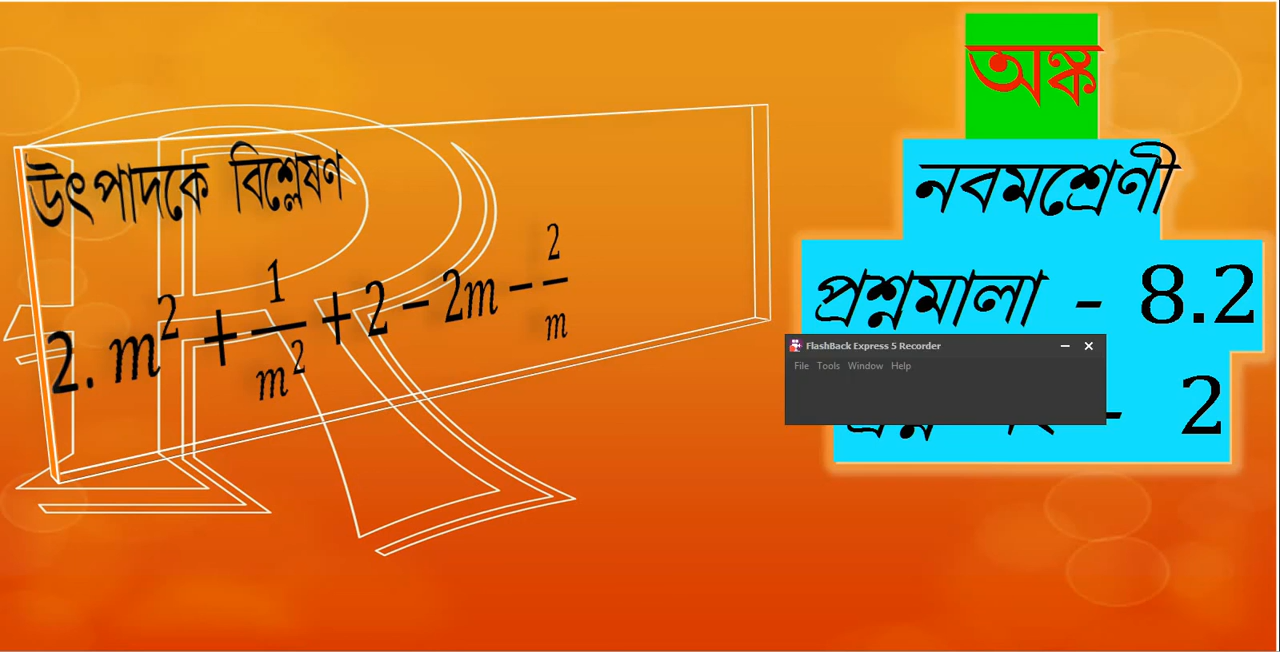 উৎপাদকে বিশ্লেষণ
2. m² + 1/m² + 2 − 2m − 2/m
অঙ্ক
নবমশ্রেণী
প্রশ্নমালা - 8.2
FlashBack Express 5 Recorder
File Tools Window Help
- 2